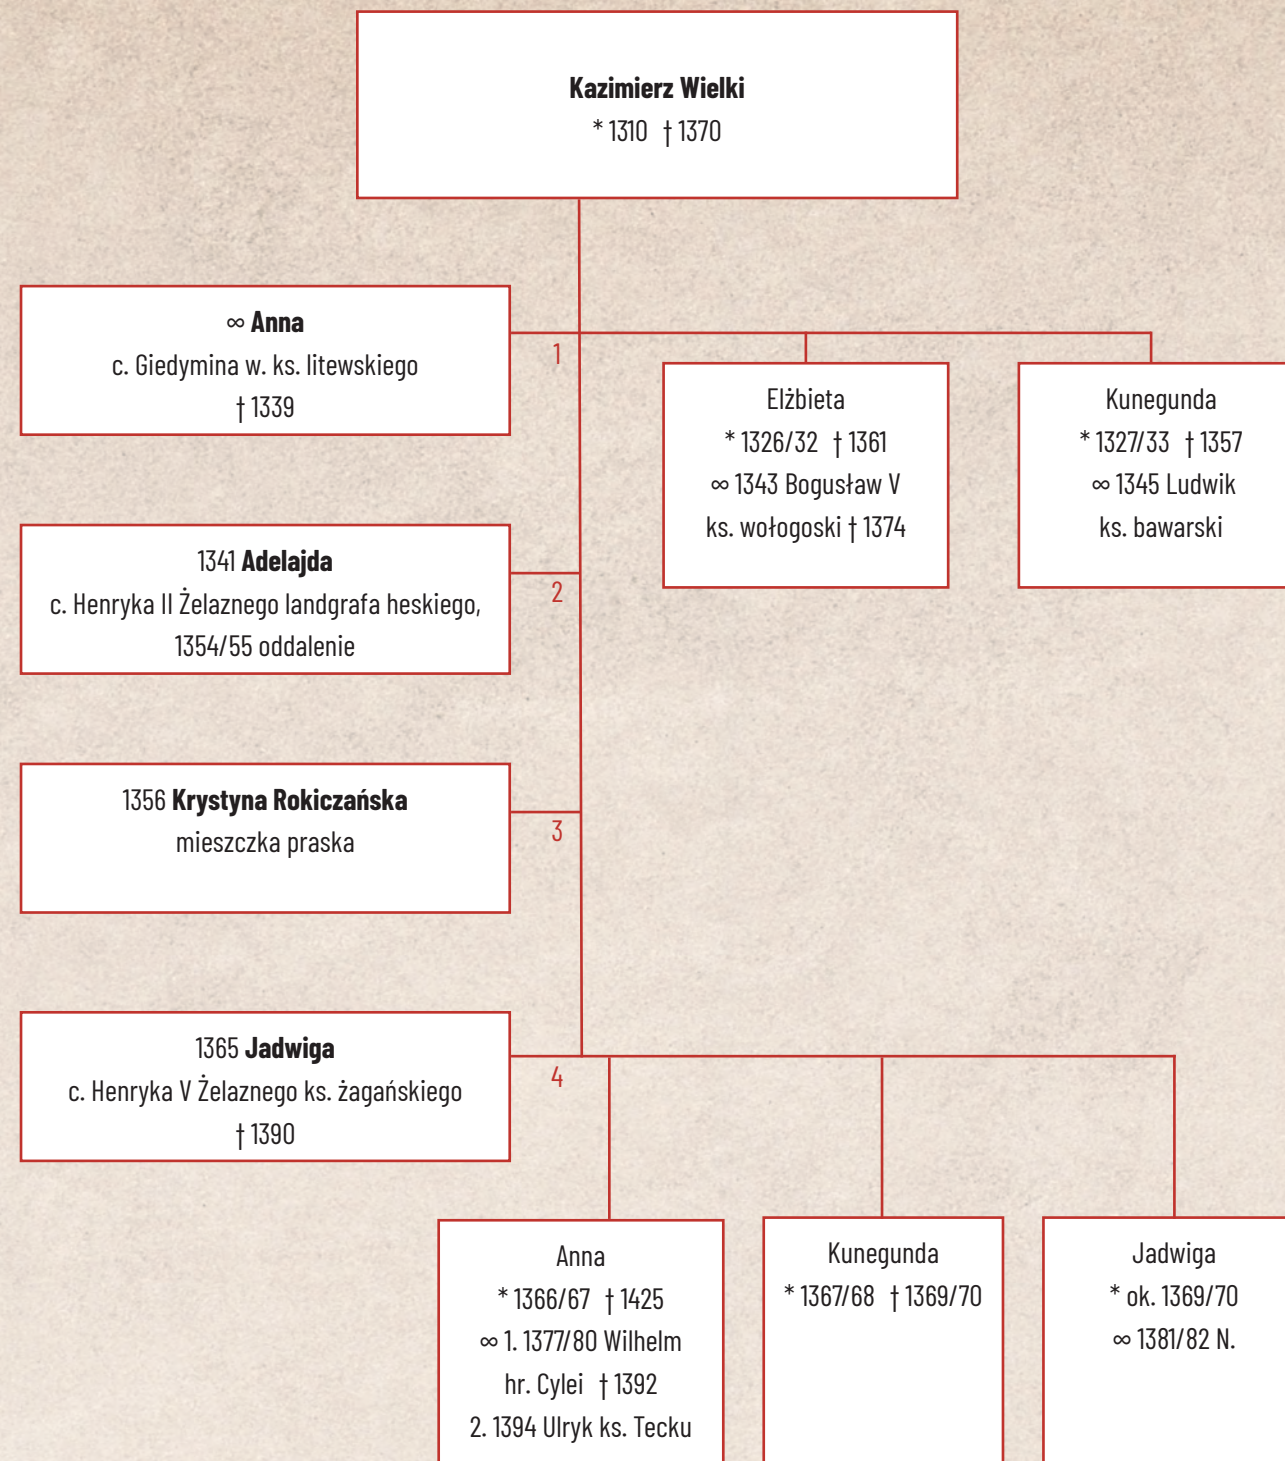 Kazimierz Wielki
* 1310 † 1370
∞ Anna
c. Giedymina w. ks. litewskiego
† 1339
1
Elżbieta
* 1326/32 † 1361
∞ 1343 Bogusław V
ks. wołogoski † 1374
Kunegunda
* 1327/33 † 1357
∞ 1345 Ludwik
ks. bawarski
1341 Adelajda
c. Henryka II Żelaznego landgrafa heskiego,
1354/55 oddalenie
2
1356 Krystyna Rokiczańska
mieszczka praska
3
1365 Jadwiga
c. Henryka V Żelaznego ks. żagańskiego
† 1390
4
Anna
* 1366/67 † 1425
∞ 1. 1377/80 Wilhelm
hr. Cylei † 1392
2. 1394 Ulryk ks. Tecku
Kunegunda
* 1367/68 † 1369/70
Jadwiga
* ok. 1369/70
∞ 1381/82 N.